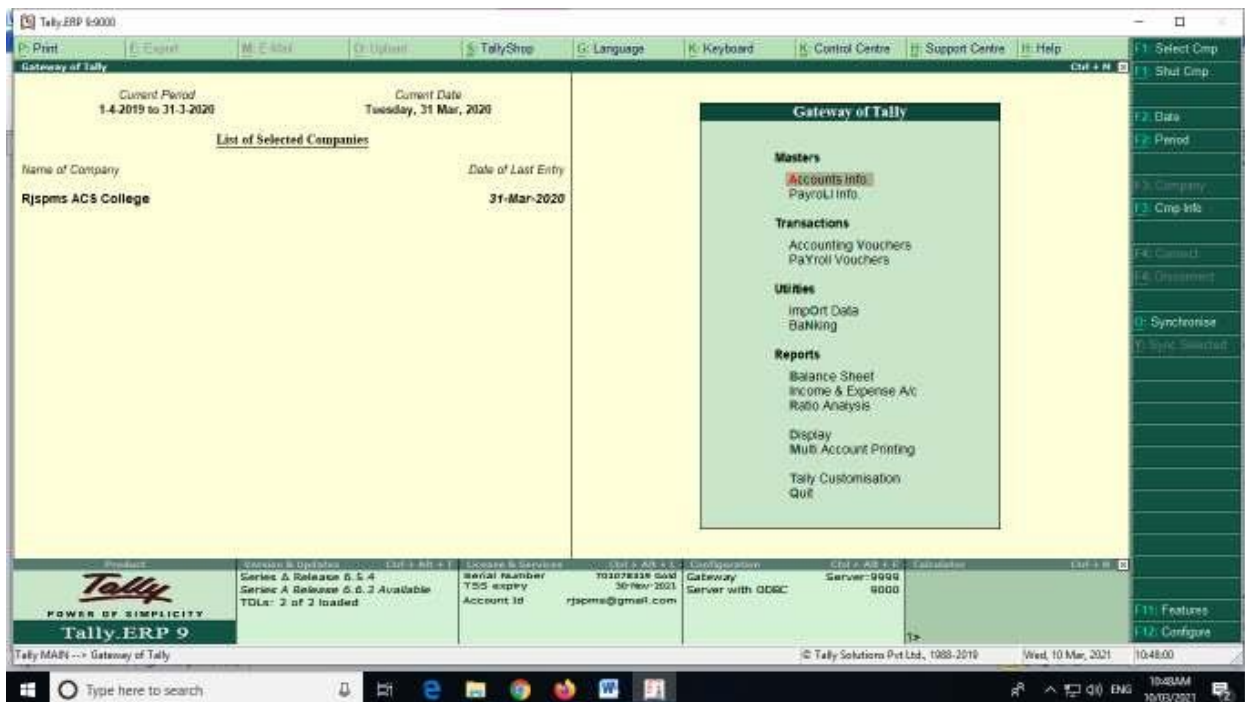 Tally.ERP 9:9000
P: Print E: Export M: E-Mail O: Upload S: TallyShop G: Language K: Keyboard K: Control Centre H: Support Centre H: Help
Gateway of Tally Ctrl + N
Current Period
1-4-2019 to 31-3-2020
Current Date
Tuesday, 31 Mar, 2020
List of Selected Companies
Name of Company Date of Last Entry
Rjspms ACS College 31-Mar-2020
Gateway of Tally
Masters
Accounts Info.
PayroLl Info.
Transactions
Accounting Vouchers
PaYroll Vouchers
Utilities
ImpOrt Data
BaNking
Reports
Balance Sheet
Income & Expense A/c
Ratio Analysis
Display
Multi Account Printing
Tally Customisation
Quit
F1: Select Cmp
F1: Shut Cmp
F2: Date
F2: Period
F3: Company
F3: Cmp Info
F4: Connect
F4: Disconnect
O: Synchronise
Y: Sync Selected
F11: Features
F12: Configure
Product
Tally
POWER OF SIMPLICITY
Tally.ERP 9
Version & Updates Ctrl + Alt + T
Series A Release 6.5.4
Series A Release 6.6.3 Available
TDLs: 2 of 2 loaded
License & Services Ctrl + Alt + L
Serial Number Gold
TSS expiry 30-Nov-2021
Account Id rjspms@gmail.com
Configuration Ctrl + Alt + F
Gateway Server:9999
Server with ODBC 9000
Calculator Ctrl + N
1>
Tally MAIN --> Gateway of Tally © Tally Solutions Pvt Ltd., 1988-2019 Wed, 10 Mar, 2021 10:48:00
Type here to search
ENG
10:48AM
10/03/2021